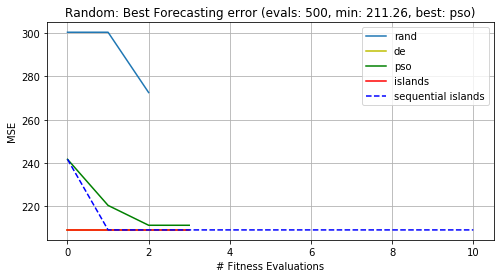 Random: Best Forecasting error (evals: 500, min: 211.26, best: pso)
MSE
300
280
260
240
220
rand
de
pso
islands
sequential islands
0 2 4 6 8 10
# Fitness Evaluations